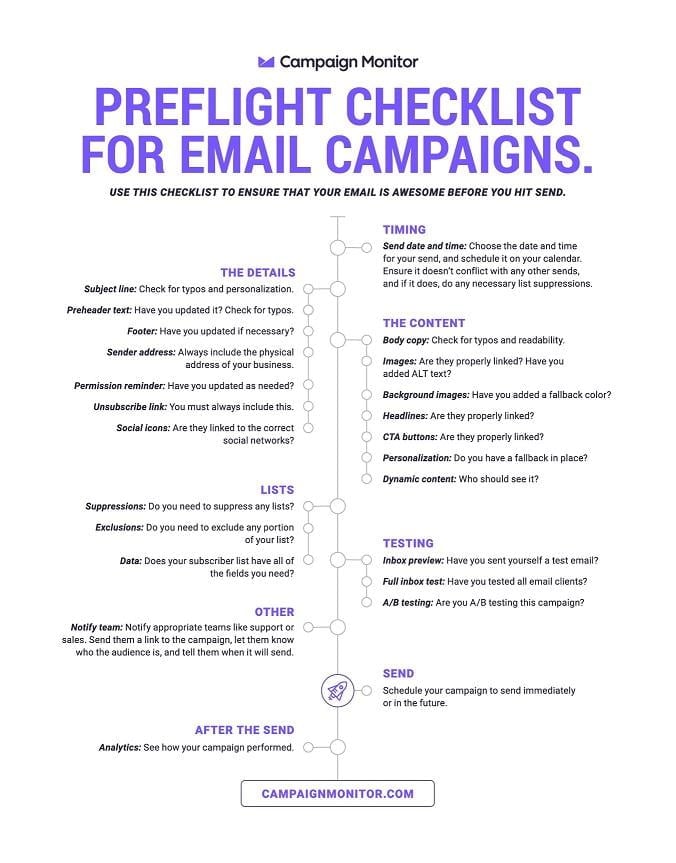 Campaign Monitor
PREFLIGHT CHECKLIST
FOR EMAIL CAMPAIGNS.
USE THIS CHECKLIST TO ENSURE THAT YOUR EMAIL IS AWESOME BEFORE YOU HIT SEND.
TIMING
Send date and time: Choose the date and time
for your send, and schedule it on your calendar.
Ensure it doesn't conflict with any other sends,
and if it does, do any necessary list suppressions.
THE DETAILS
Subject line: Check for typos and personalization.
Preheader text: Have you updated it? Check for typos.
Footer: Have you updated if necessary?
Sender address: Always include the physical
address of your business.
Permission reminder: Have you updated as needed?
Unsubscribe link: You must always include this.
Social icons: Are they linked to the correct
social networks?
THE CONTENT
Body copy: Check for typos and readability.
Images: Are they properly linked? Have you
added ALT text?
Background images: Have you added a fallback color?
Headlines: Are they properly linked?
CTA buttons: Are they properly linked?
Personalization: Do you have a fallback in place?
Dynamic content: Who should see it?
LISTS
Suppressions: Do you need to suppress any lists?
Exclusions: Do you need to exclude any portion
of your list?
Data: Does your subscriber list have all of
the fields you need?
TESTING
Inbox preview: Have you sent yourself a test email?
Full inbox test: Have you tested all email clients?
A/B testing: Are you A/B testing this campaign?
OTHER
Notify team: Notify appropriate teams like support or
sales. Send them a link to the campaign, let them know
who the audience is, and tell them when it will send.
SEND
Schedule your campaign to send immediately
or in the future.
AFTER THE SEND
Analytics: See how your campaign performed.
CAMPAIGNMONITOR.COM